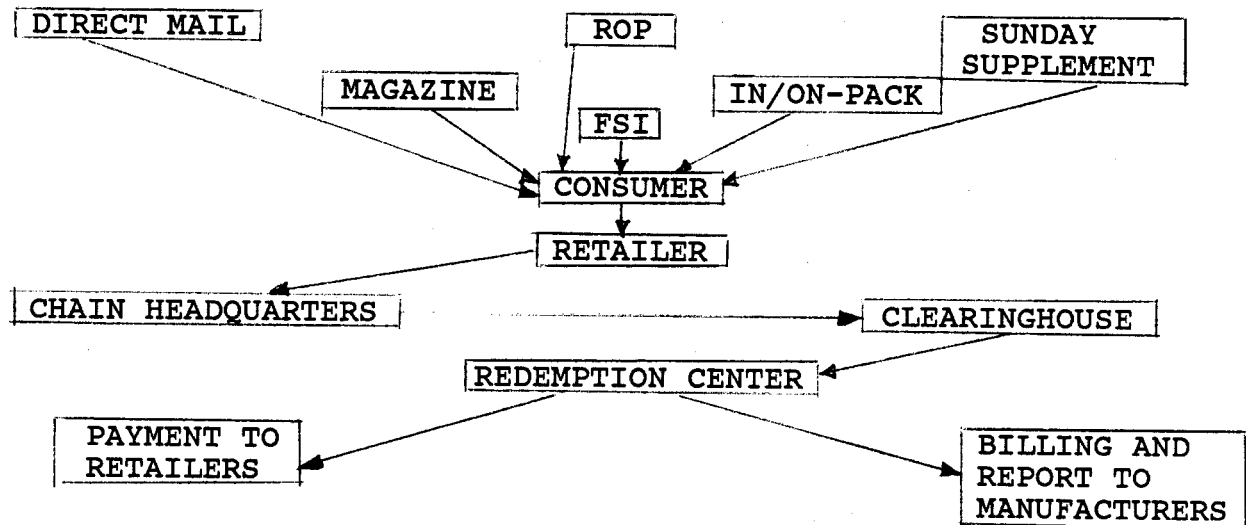 DIRECT MAIL
ROP
SUNDAY
SUPPLEMENT
MAGAZINE
IN/ON-PACK
FSI
CONSUMER
RETAILER
CHAIN HEADQUARTERS
CLEARINGHOUSE
REDEMPTION CENTER
PAYMENT TO
RETAILERS
BILLING AND
REPORT TO
MANUFACTURERS